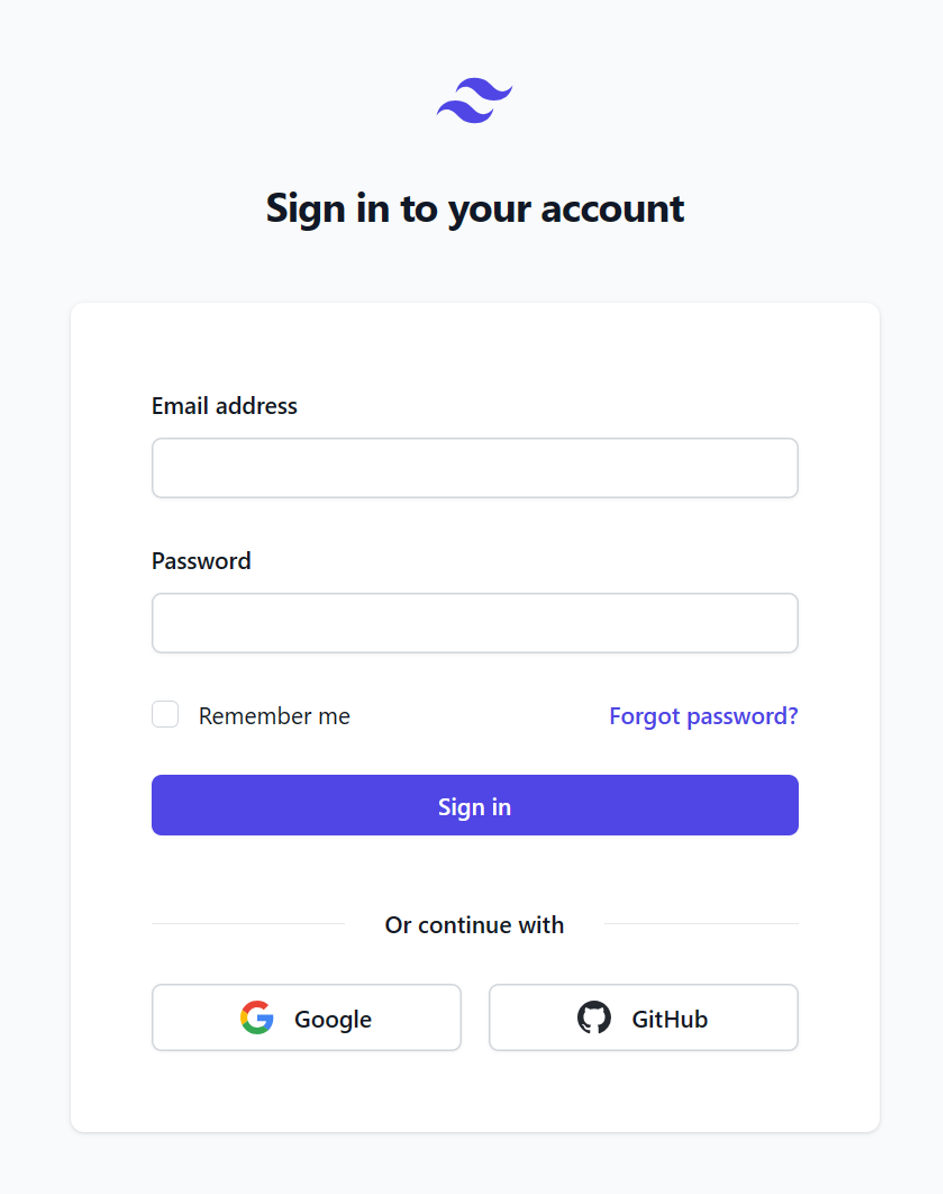 Sign in to your account
Email address
Password
Remember me
Forgot password?
Sign in
Or continue with
Google
GitHub